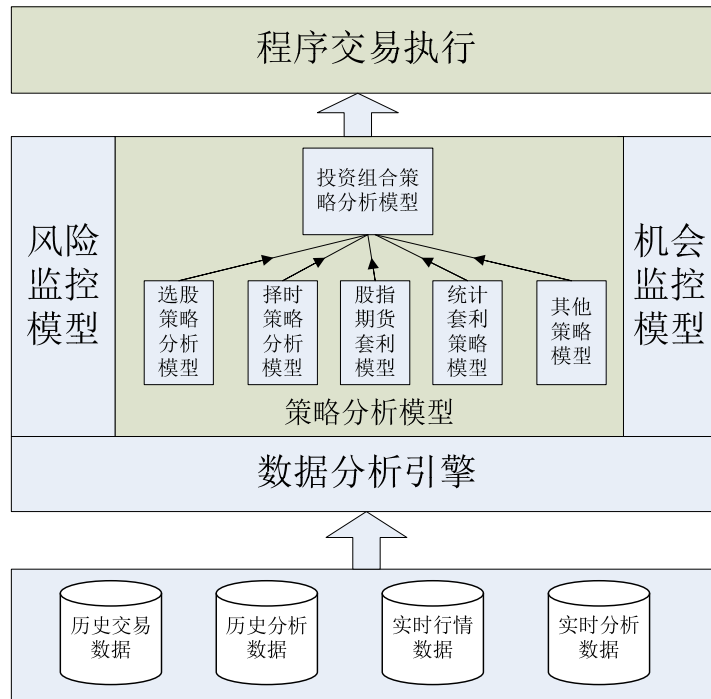 程序交易执行
投资组合策
略分析模型
风险
监控
模型
机会
监控
模型
选股
策略
分析
模型
择时
策略
分析
模型
股指
期货
套利
模型
统计
套利
策略
模型
其他
策略
模型
策略分析模型
数据分析引擎
历史交易
数据
历史分析
数据
实时行情
数据
实时分析
数据